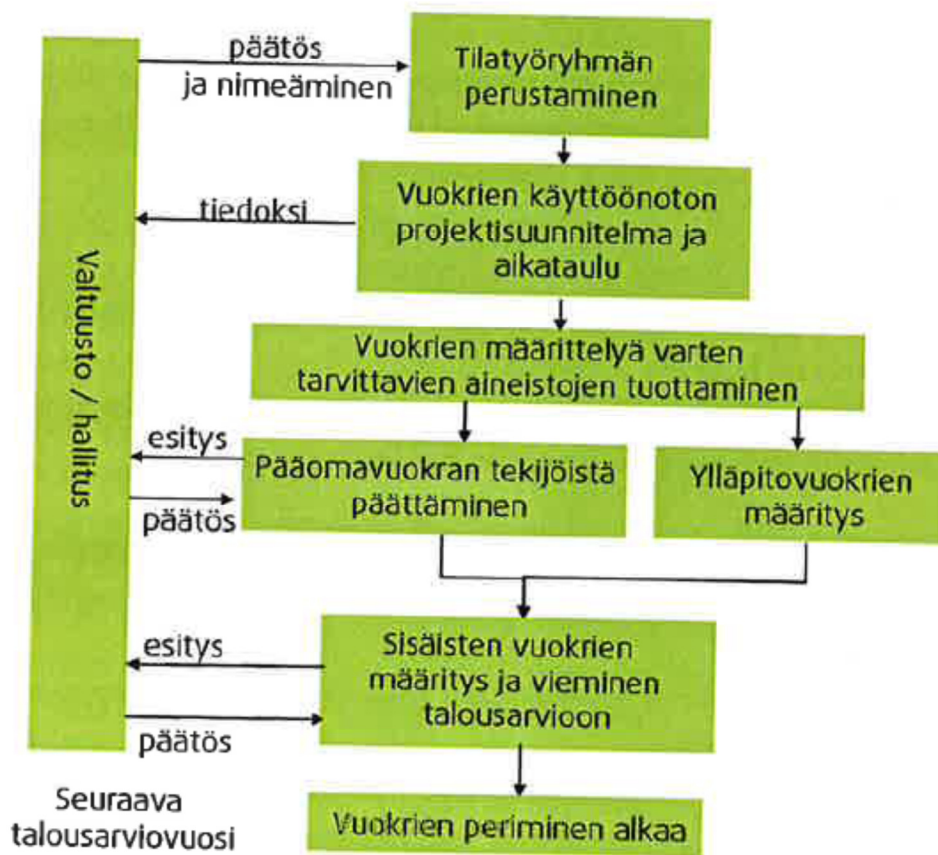 päätös
ja nimeäminen
Tilatyöryhmän
perustaminen
tiedoksi
Vuokrien käyttöönoton
projektisuunnitelma ja
aikataulu
Valtuusto / hallitus
Vuokrien määrittelyä varten
tarvittavien aineistojen tuottaminen
esitys
päätös
Pääomavuokran tekijöistä
päättäminen
Ylläpitovuokrien
määritys
esitys
päätös
Sisäisten vuokrien
määritys ja vieminen
talousarvioon
Seuraava
talousarviovuosi
Vuokrien periminen alkaa